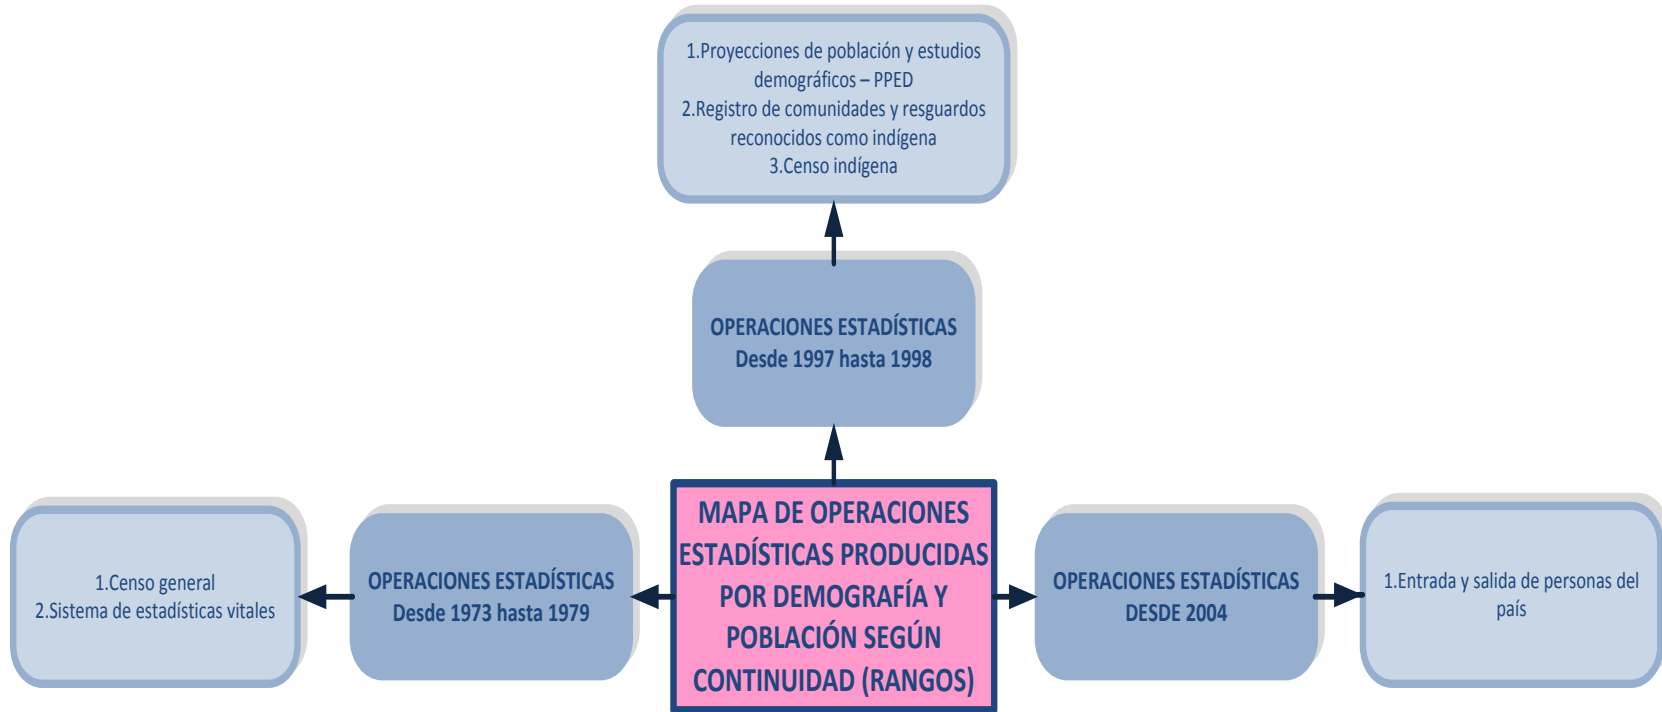 1.Proyecciones de población y estudios
demográficos – PPED
2.Registro de comunidades y resguardos
reconocidos como indígena
3.Censo indígena
OPERACIONES ESTADÍSTICAS
Desde 1997 hasta 1998
1.Censo general
2.Sistema de estadísticas vitales
OPERACIONES ESTADÍSTICAS
Desde 1973 hasta 1979
MAPA DE OPERACIONES
ESTADÍSTICAS PRODUCIDAS
POR DEMOGRAFÍA Y
POBLACIÓN SEGÚN
CONTINUIDAD (RANGOS)
OPERACIONES ESTADÍSTICAS
DESDE 2004
1.Entrada y salida de personas del
país